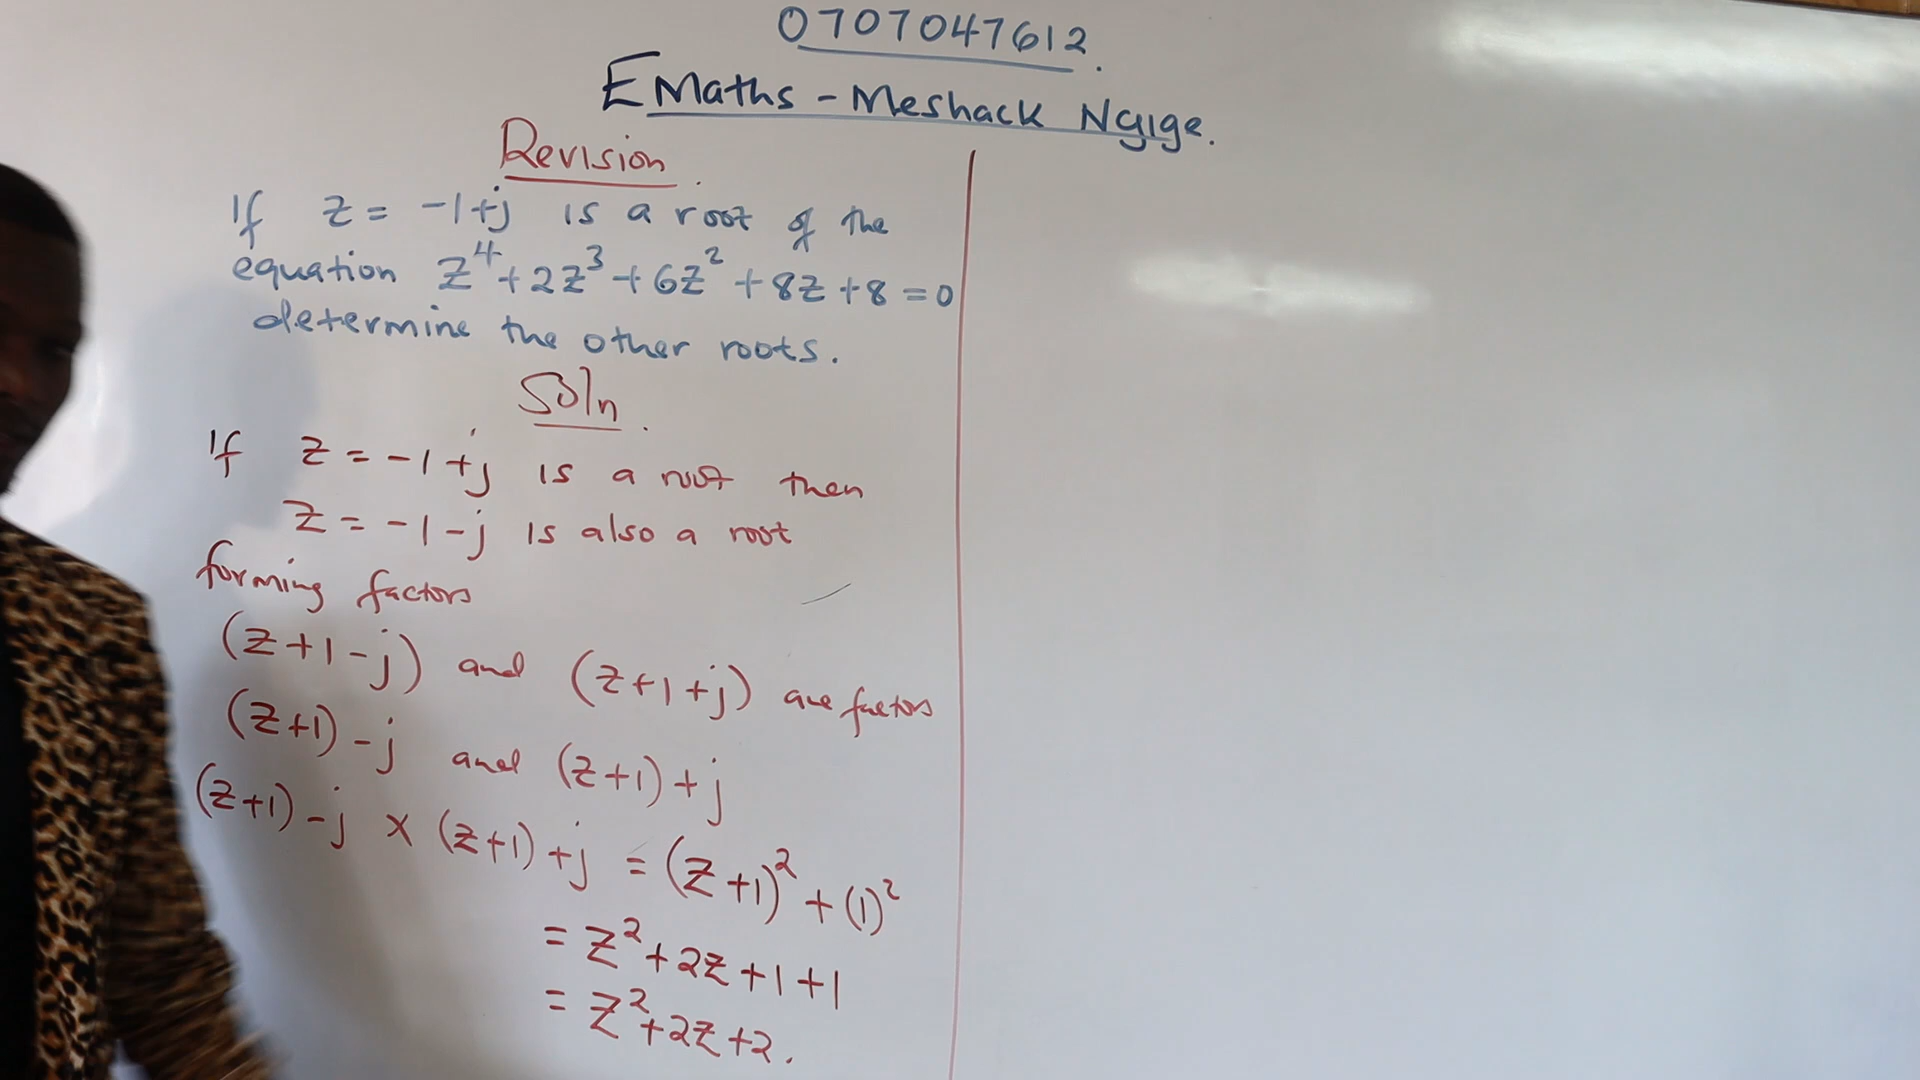 0707047612.
EMaths - Meshack Ngige.
Revision
If z = -1+j is a root of the
equation z⁴+2z³+6z²+8z+8=0
determine the other roots.
Soln.
If z = -1+j is a root then
z = -1-j is also a root
forming factors
(z+1-j) and (z+1+j) are factors
(z+1)-j and (z+1)+j
(z+1)-j × (z+1)+j = (z+1)²+(1)²
= z²+2z+1+1
= z²+2z+2.